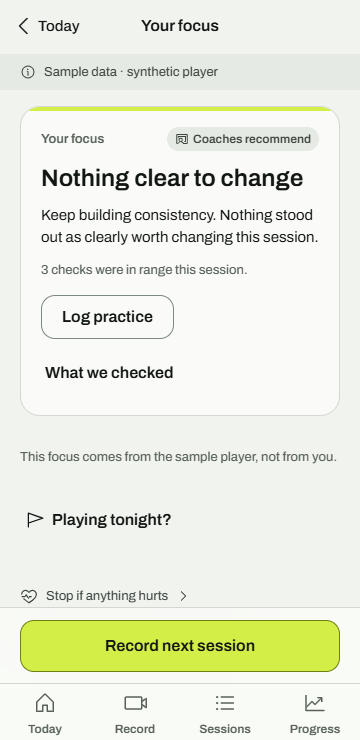 Today
Your focus
Sample data · synthetic player
Your focus
Coaches recommend
Nothing clear to change
Keep building consistency. Nothing stood
out as clearly worth changing this session.
3 checks were in range this session.
Log practice
What we checked
This focus comes from the sample player, not from you.
Playing tonight?
Stop if anything hurts
Record next session
Today
Record
Sessions
Progress